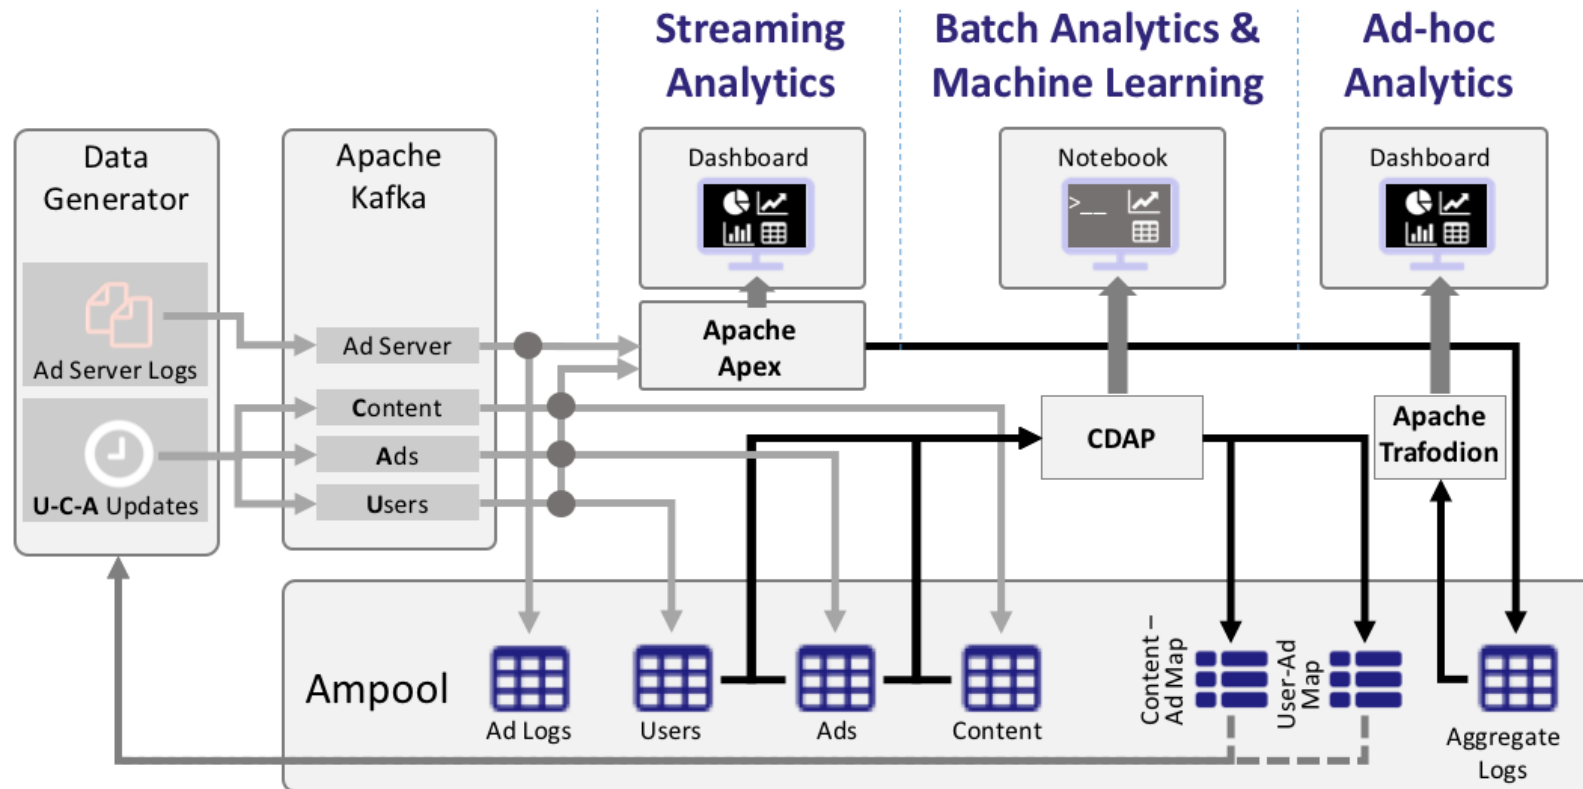 Streaming
Analytics
Batch Analytics &
Machine Learning
Ad-hoc
Analytics
Data
Generator
Ad Server Logs
U-C-A Updates
Apache
Kafka
Ad Server
Content
Ads
Users
Dashboard
Apache
Apex
Notebook
>__
CDAP
Dashboard
Apache
Trafodion
Ampool
Ad Logs
Users
Ads
Content
Content –
Ad Map
User-Ad
Map
Aggregate
Logs